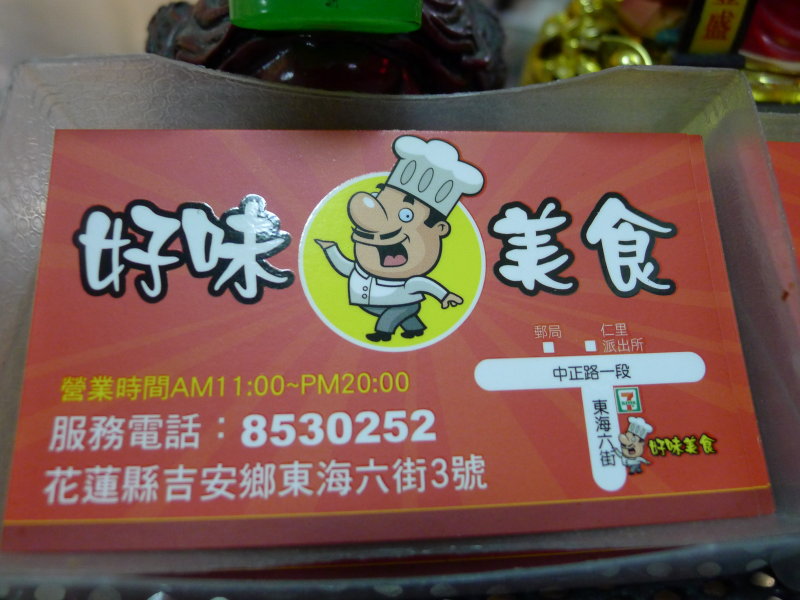 盛
好味 美食
郵局 仁里
派出所
中正路一段
東海六街
好味美食
營業時間AM11:00~PM20:00
服務電話：8530252
花蓮縣吉安鄉東海六街3號